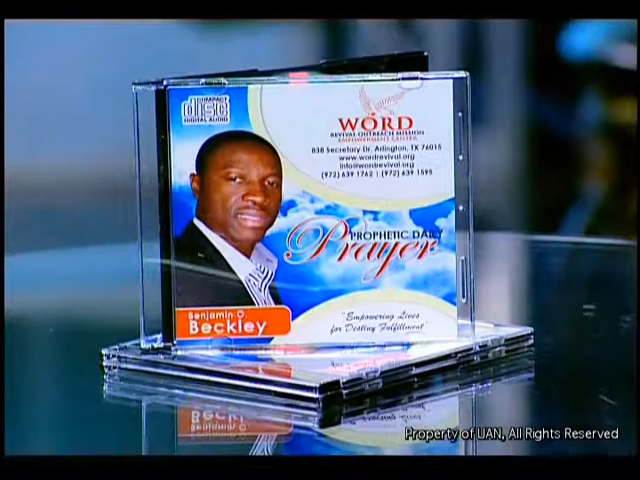 COMPACT
disc
DIGITAL AUDIO
WORD
REVIVAL OUTREACH MISSION
EMPOWERMENT CENTER
838 Secretary Dr, Arlington, TX 76015
www.wordrevival.org
info@wordrevival.org
(972) 639 1762 | (972) 639 1595
PROPHETIC DAILY
Prayer
Benjamin O.
Beckley
"Empowering Lives
for Destiny Fulfillment"
Property of UAN, All Rights Reserved